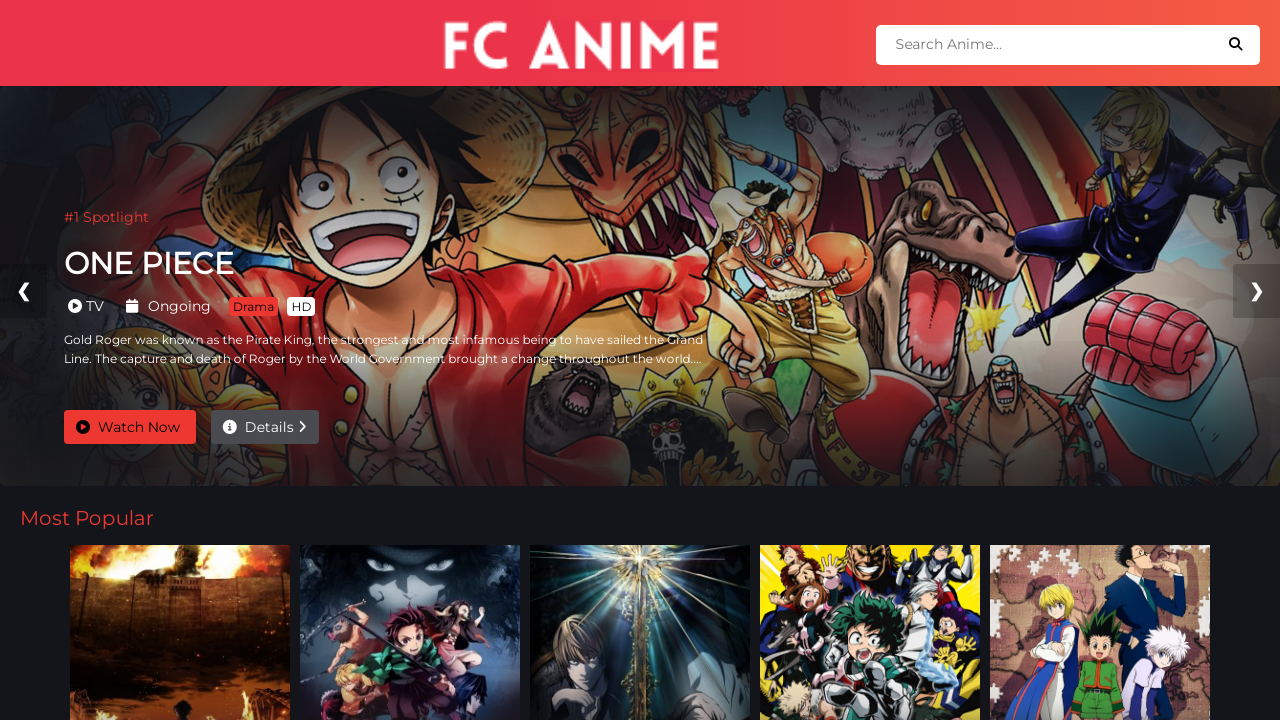 FC ANIME
Search Anime...
#1 Spotlight
ONE PIECE
TV Ongoing Drama HD
Gold Roger was known as the Pirate King, the strongest and most infamous being to have sailed the Grand
Line. The capture and death of Roger by the World Government brought a change throughout the world....
Watch Now Details
Most Popular